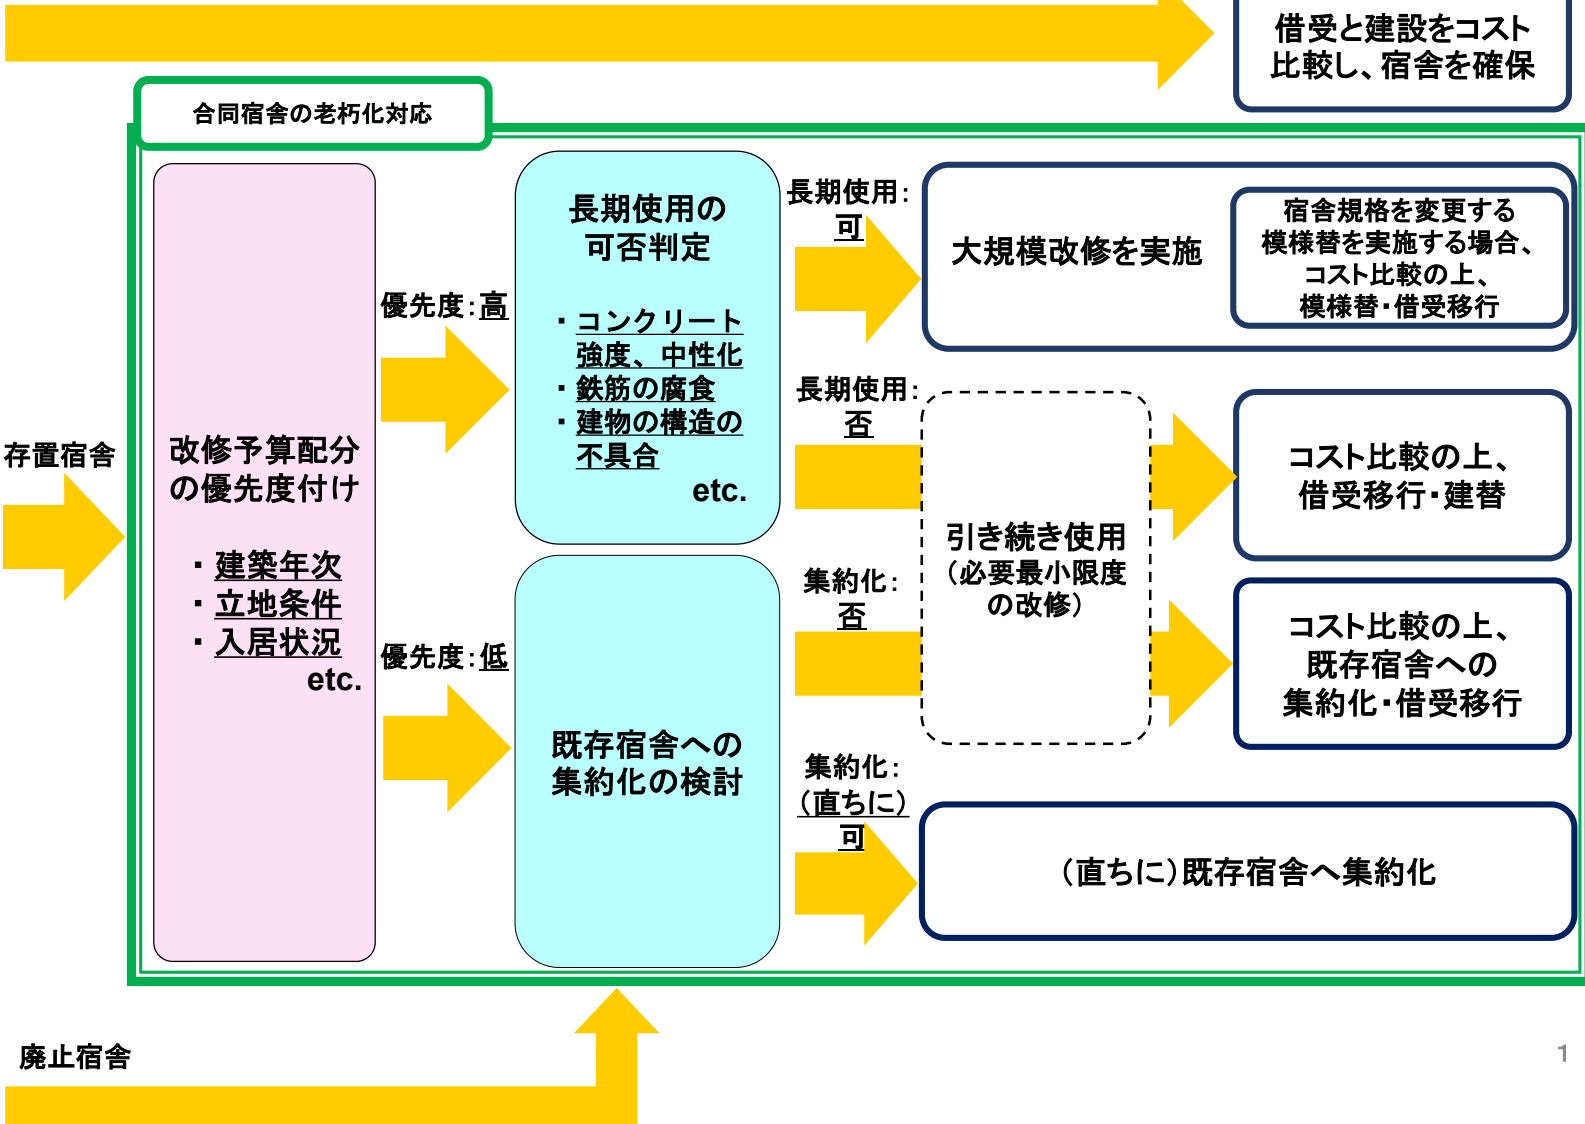 借受と建設をコスト
比較し、宿舎を確保
合同宿舎の老朽化対応
存置宿舎
改修予算配分
の優先度付け
・建築年次
・立地条件
・入居状況
etc.
優先度：高
優先度：低
長期使用の
可否判定
・コンクリート
強度、中性化
・鉄筋の腐食
・建物の構造の
不具合
etc.
既存宿舎への
集約化の検討
長期使用：
可
大規模改修を実施
宿舎規格を変更する
模様替を実施する場合、
コスト比較の上、
模様替・借受移行
長期使用：
否
集約化：
否
引き続き使用
（必要最小限度
の改修）
コスト比較の上、
借受移行・建替
コスト比較の上、
既存宿舎への
集約化・借受移行
集約化：
（直ちに）
可
（直ちに）既存宿舎へ集約化
廃止宿舎
1